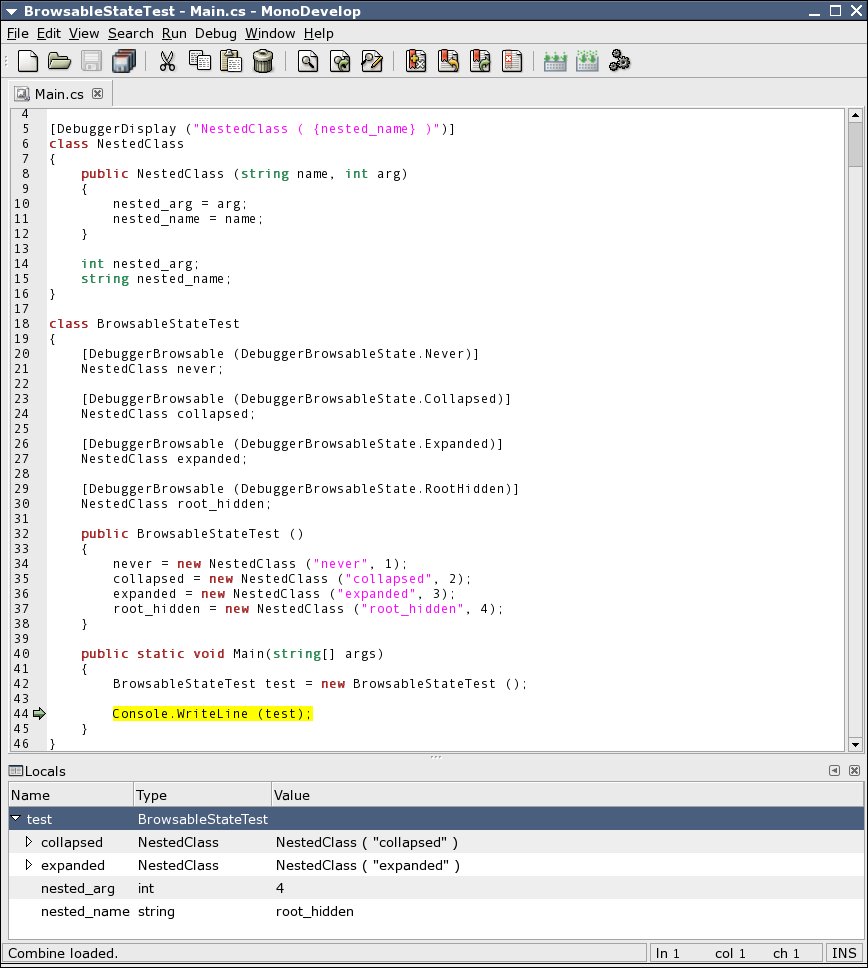 BrowsableStateTest - Main.cs - MonoDevelop
File Edit View Search Run Debug Window Help
Main.cs
4
5 [DebuggerDisplay ("NestedClass ( {nested_name} )")]
6 class NestedClass
7 {
8 public NestedClass (string name, int arg)
9 {
10 nested_arg = arg;
11 nested_name = name;
12 }
13
14 int nested_arg;
15 string nested_name;
16 }
17
18 class BrowsableStateTest
19 {
20 [DebuggerBrowsable (DebuggerBrowsableState.Never)]
21 NestedClass never;
22
23 [DebuggerBrowsable (DebuggerBrowsableState.Collapsed)]
24 NestedClass collapsed;
25
26 [DebuggerBrowsable (DebuggerBrowsableState.Expanded)]
27 NestedClass expanded;
28
29 [DebuggerBrowsable (DebuggerBrowsableState.RootHidden)]
30 NestedClass root_hidden;
31
32 public BrowsableStateTest ()
33 {
34 never = new NestedClass ("never", 1);
35 collapsed = new NestedClass ("collapsed", 2);
36 expanded = new NestedClass ("expanded", 3);
37 root_hidden = new NestedClass ("root_hidden", 4);
38 }
39
40 public static void Main(string[] args)
41 {
42 BrowsableStateTest test = new BrowsableStateTest ();
43
44 Console.WriteLine (test);
45 }
46 }
Locals
Name Type Value
test BrowsableStateTest
collapsed NestedClass NestedClass ( "collapsed" )
expanded NestedClass NestedClass ( "expanded" )
nested_arg int 4
nested_name string root_hidden
Combine loaded. ln 1 col 1 ch 1 INS